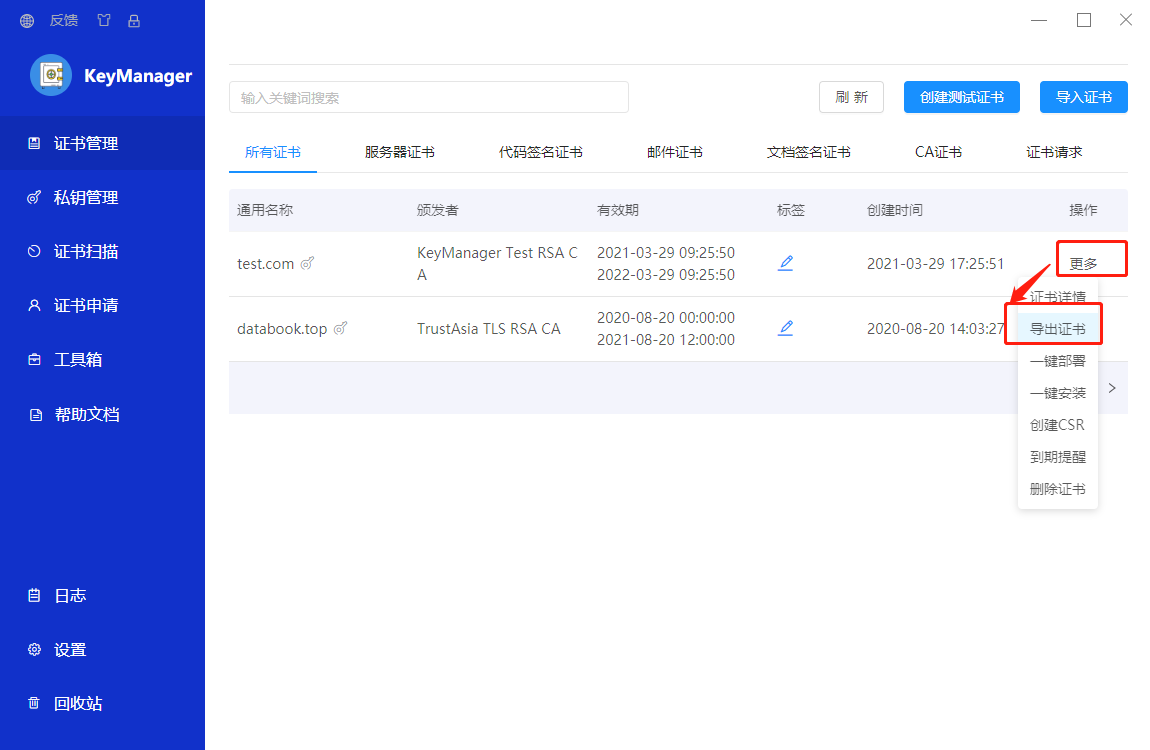 反馈
KeyManager
证书管理
私钥管理
证书扫描
证书申请
工具箱
帮助文档
日志
设置
回收站
输入关键词搜索
刷 新
创建测试证书
导入证书
所有证书
服务器证书
代码签名证书
邮件证书
文档签名证书
CA证书
证书请求
通用名称
颁发者
有效期
标签
创建时间
操作
test.com
KeyManager Test RSA C
A
2021-03-29 09:25:50
2022-03-29 09:25:50
2021-03-29 17:25:51
更多
databook.top
TrustAsia TLS RSA CA
2020-08-20 00:00:00
2021-08-20 12:00:00
2020-08-20 14:03:27
证书详情
导出证书
一键部署
一键安装
创建CSR
到期提醒
删除证书